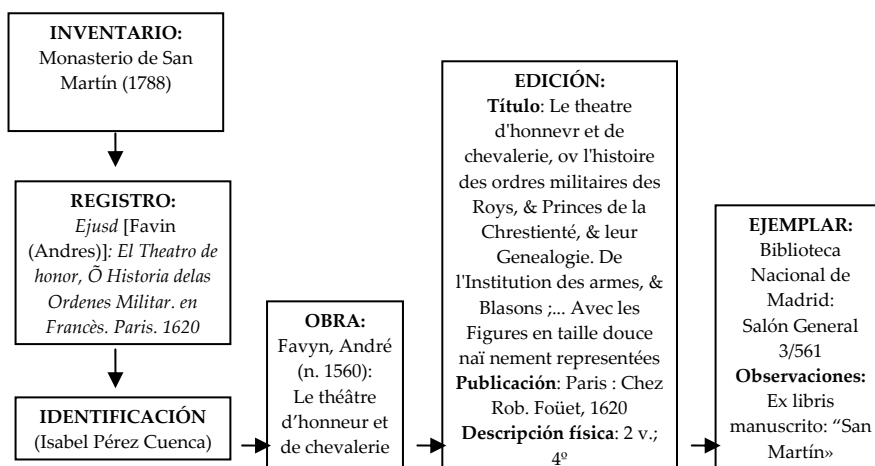 INVENTARIO:
Monasterio de San
Martín (1788)
REGISTRO:
Ejusd [Favin
(Andres)]: El Theatro de
honor, Õ Historia delas
Ordenes Militar. en
Francès. Paris. 1620
IDENTIFICACIÓN
(Isabel Pérez Cuenca)
OBRA:
Favyn, André
(n. 1560):
Le théâtre
d’honneur et
de chevalerie
EDICIÓN:
Título: Le theatre
d'honnevr et de
chevalerie, ov l'histoire
des ordres militaires des
Roys, & Princes de la
Chrestienté, & leur
Genealogie. De
l'Institution des armes, &
Blasons ;... Avec les
Figures en taille douce
naï nement representées
Publicación: Paris : Chez
Rob. Foüet, 1620
Descripción física: 2 v.;
4º
EJEMPLAR:
Biblioteca
Nacional de
Madrid:
Salón General
3/561
Observaciones:
Ex libris
manuscrito: “San
Martín»